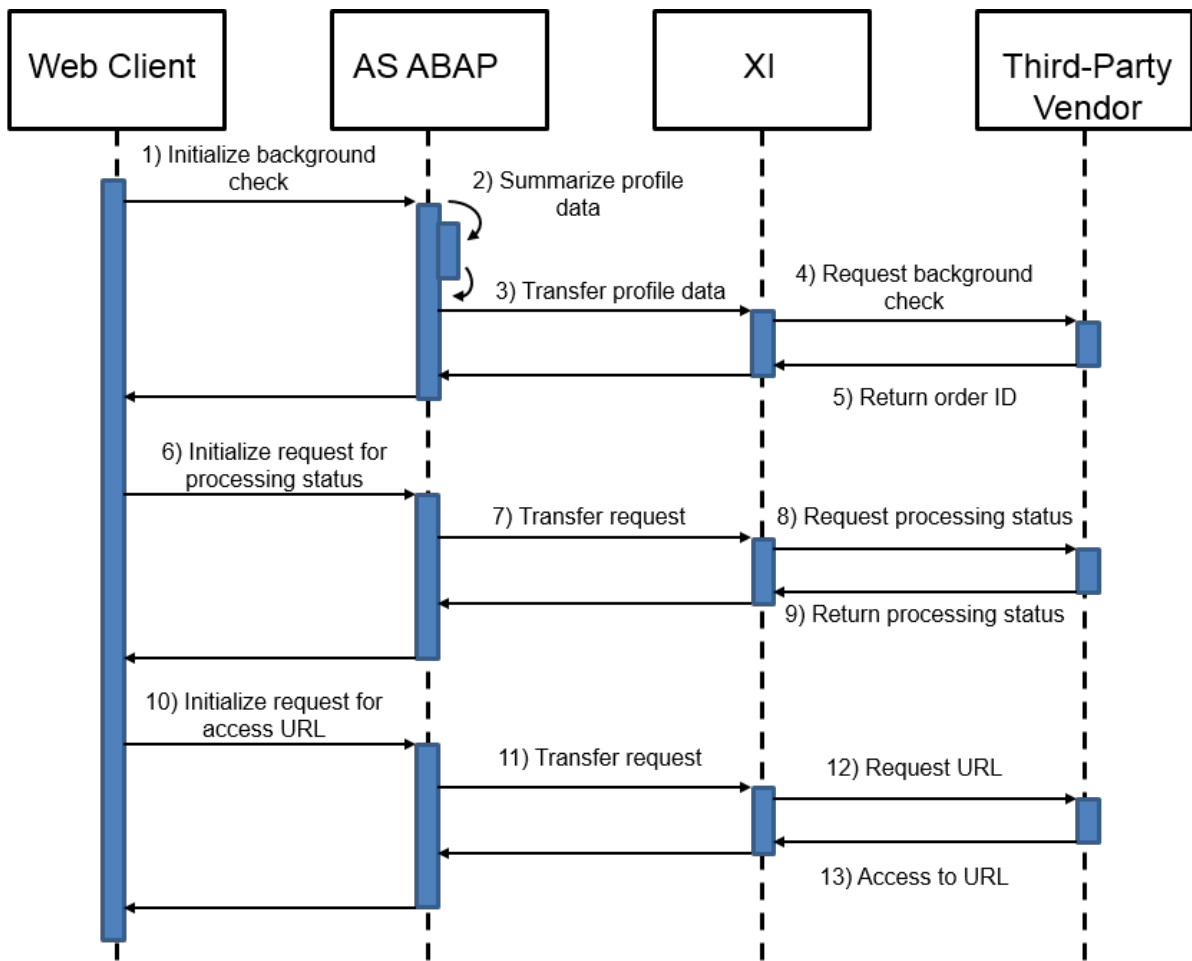 Web Client
AS ABAP
XI
Third-Party
Vendor
1) Initialize background
check
2) Summarize profile
data
3) Transfer profile data
4) Request background
check
5) Return order ID
6) Initialize request for
processing status
7) Transfer request
8) Request processing status
9) Return processing status
10) Initialize request for
access URL
11) Transfer request
12) Request URL
13) Access to URL